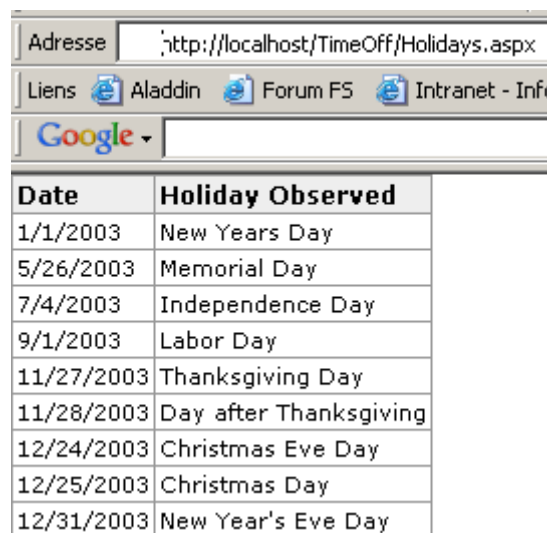 Adresse http://localhost/TimeOff/Holidays.aspx
Liens Aladdin Forum FS Intranet - Inf
Google
Date Holiday Observed
1/1/2003 New Years Day
5/26/2003 Memorial Day
7/4/2003 Independence Day
9/1/2003 Labor Day
11/27/2003 Thanksgiving Day
11/28/2003 Day after Thanksgiving
12/24/2003 Christmas Eve Day
12/25/2003 Christmas Day
12/31/2003 New Year's Eve Day